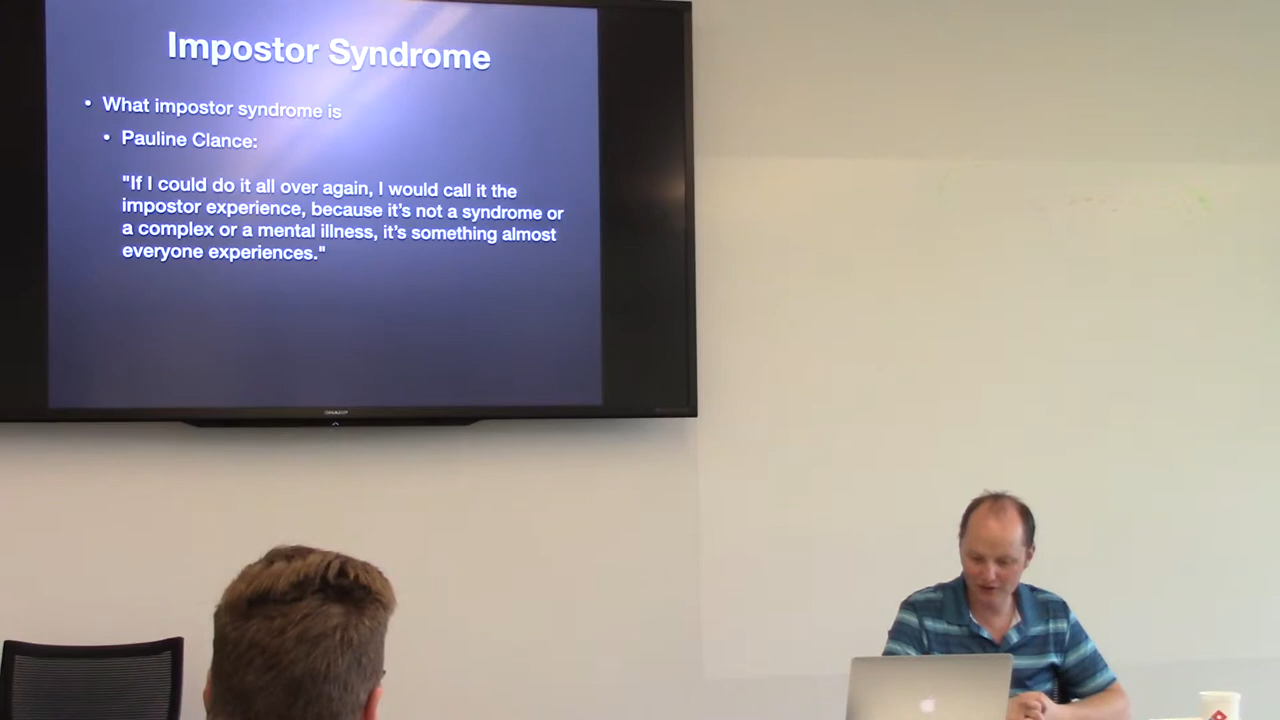 Impostor Syndrome
• What impostor syndrome is
• Pauline Clance:
"If I could do it all over again, I would call it the
impostor experience, because it's not a syndrome or
a complex or a mental illness, it's something almost
everyone experiences."
SHARP